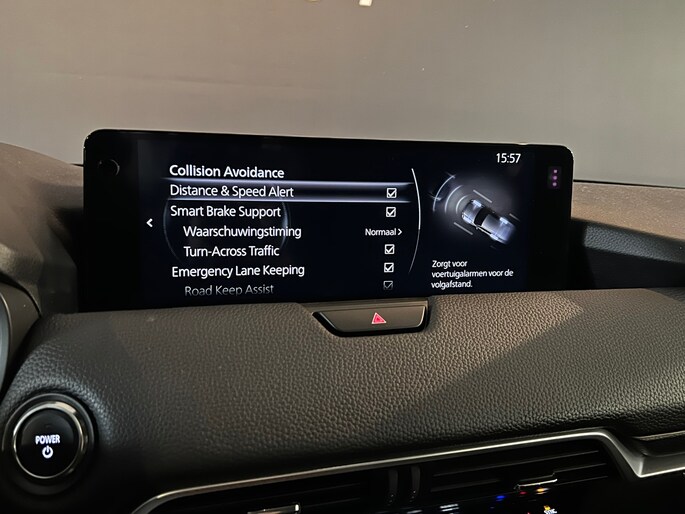 15:57
Collision Avoidance
Distance & Speed Alert
Smart Brake Support
Waarschuwingstiming Normaal
Turn-Across Traffic
Emergency Lane Keeping
Road Keep Assist
Zorgt voor
voertuigalarmen voor de
volgafstand.
POWER